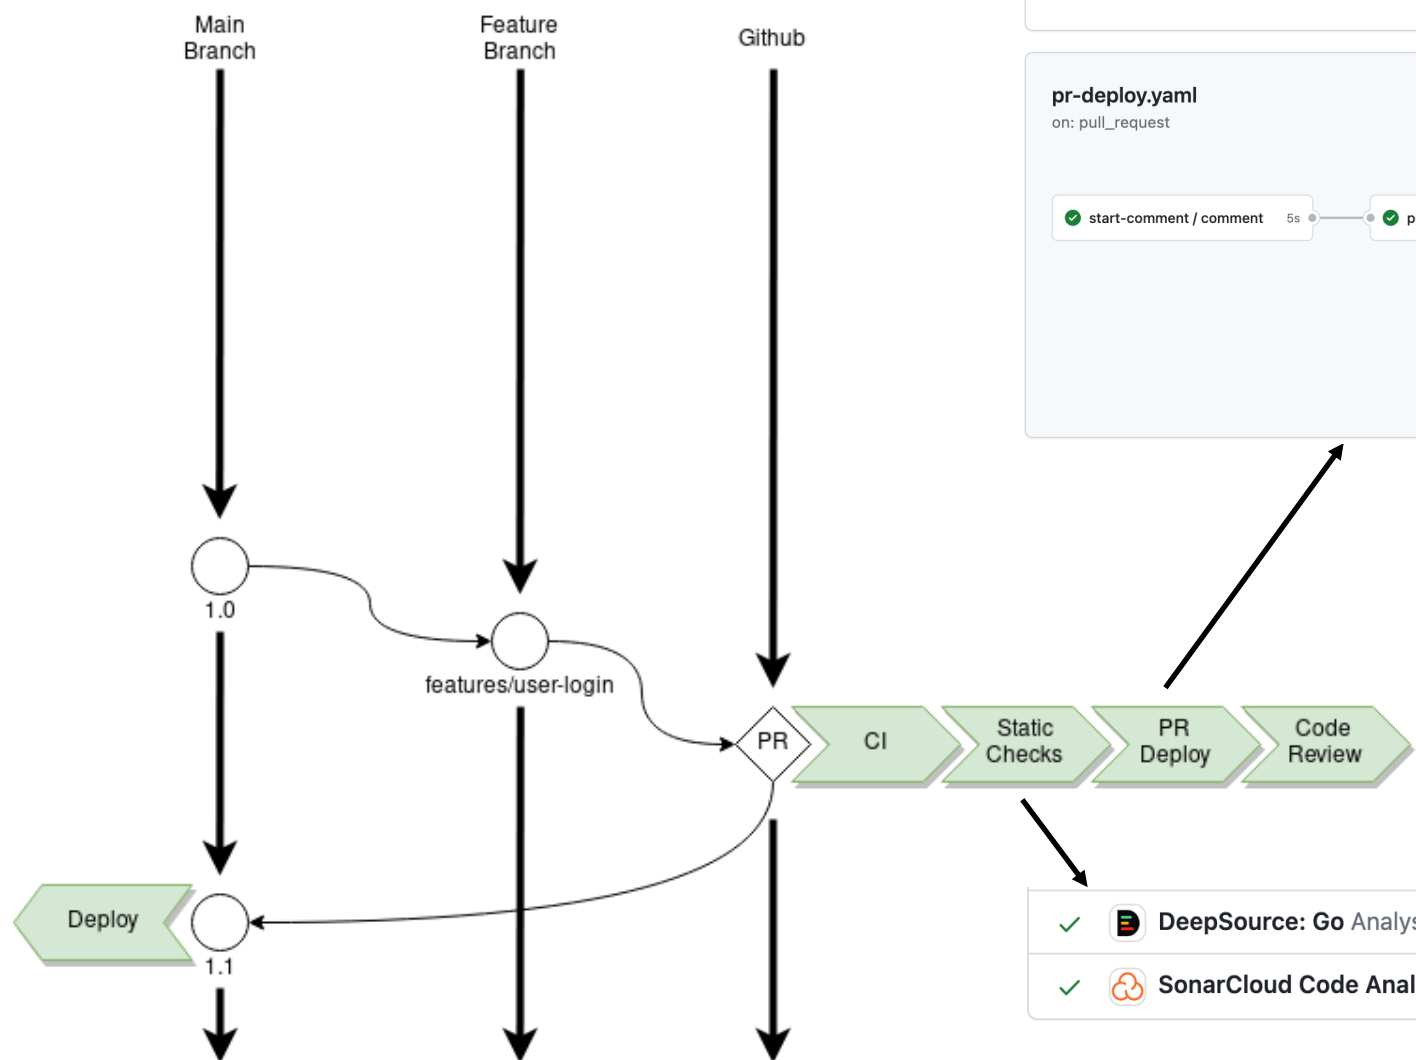 Main
Branch
Feature
Branch
Github
pr-deploy.yaml
on: pull_request
start-comment / comment 5s
1.0
features/user-login
PR
CI
Static
Checks
PR
Deploy
Code
Review
Deploy
1.1
DeepSource: Go
SonarCloud Code